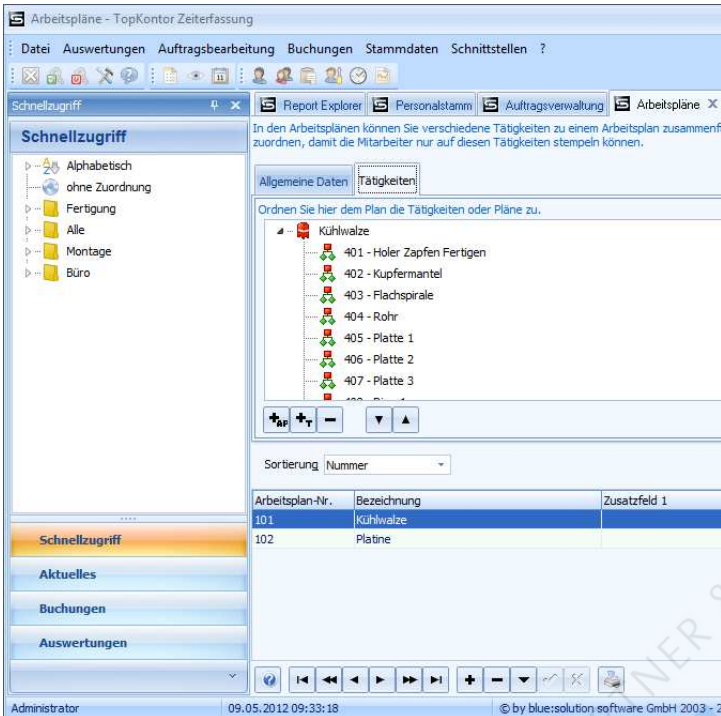 Arbeitspläne - TopKontor Zeiterfassung
Datei Auswertungen Auftragsbearbeitung Buchungen Stammdaten Schnittstellen ?
Schnellzugriff
Report Explorer Personalstamm Auftragsverwaltung Arbeitspläne X
Schnellzugriff
In den Arbeitsplänen können Sie verschiedene Tätigkeiten zu einem Arbeitsplan zusammenf
zuordnen, damit die Mitarbeiter nur auf diesen Tätigkeiten stempeln können.
Alphabetisch
ohne Zuordnung
Fertigung
Alle
Montage
Büro
Allgemeine Daten Tätigkeiten
Ordnen Sie hier dem Plan die Tätigkeiten oder Pläne zu.
Kühlwalze
401 - Holer Zapfen Fertigen
402 - Kupfermantel
403 - Flachspirale
404 - Rohr
405 - Platte 1
406 - Platte 2
407 - Platte 3
+AP +T
Sortierung Nummer
Arbeitsplan-Nr. Bezeichnung Zusatzfeld 1
101 Kühlwalze
102 Platine
Schnellzugriff
Aktuelles
Buchungen
Auswertungen
Administrator 09.05.2012 09:33:18 © by blue:solution software GmbH 2003 - 2